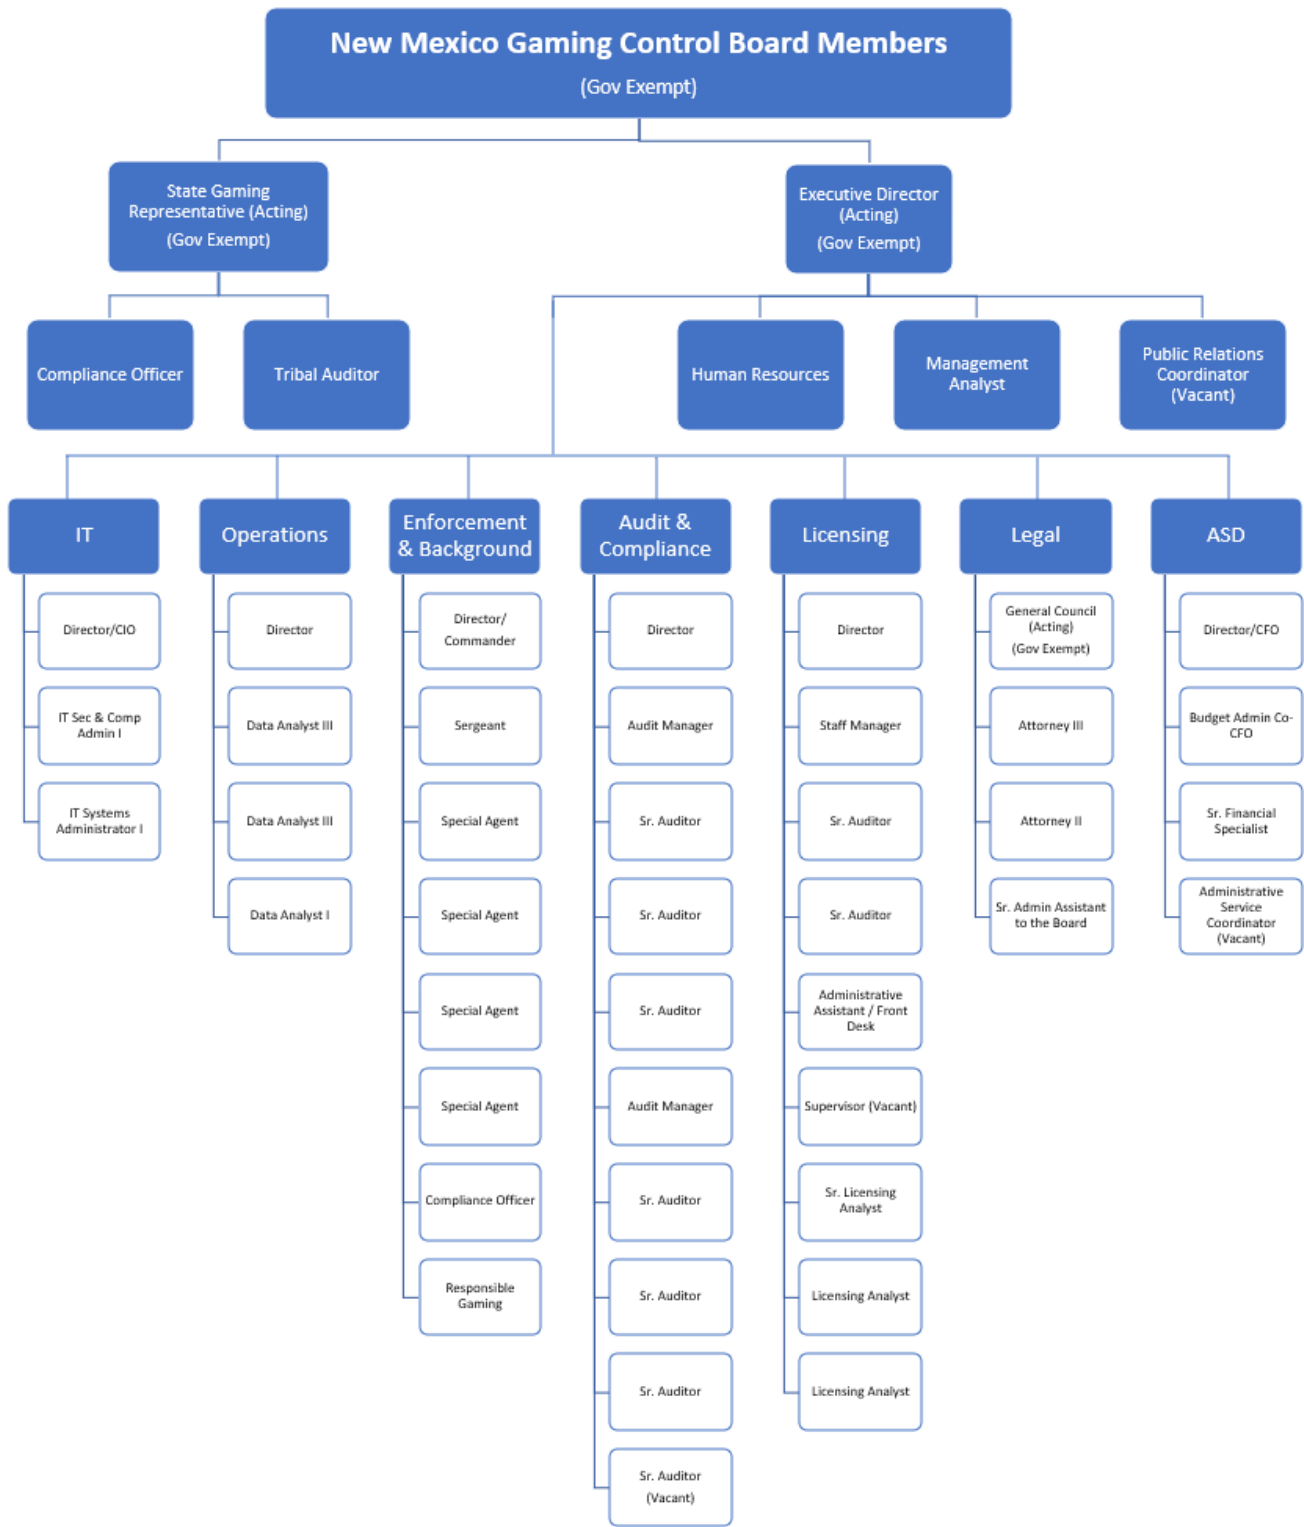 New Mexico Gaming Control Board Members
(Gov Exempt)
State Gaming
Representative (Acting)
(Gov Exempt)
Executive Director
(Acting)
(Gov Exempt)
Compliance Officer
Tribal Auditor
Human Resources
Management
Analyst
Public Relations
Coordinator
(Vacant)
IT
Director/CIO
IT Sec & Comp
Admin I
IT Systems
Administrator I
Operations
Director
Data Analyst III
Data Analyst III
Data Analyst I
Enforcement
& Background
Director/
Commander
Sergeant
Special Agent
Special Agent
Special Agent
Special Agent
Compliance Officer
Responsible
Gaming
Audit &
Compliance
Director
Audit Manager
Sr. Auditor
Sr. Auditor
Sr. Auditor
Audit Manager
Sr. Auditor
Sr. Auditor
Sr. Auditor
Sr. Auditor
(Vacant)
Licensing
Director
Staff Manager
Sr. Auditor
Sr. Auditor
Administrative
Assistant / Front
Desk
Supervisor (Vacant)
Sr. Licensing
Analyst
Licensing Analyst
Licensing Analyst
Legal
General Council
(Acting)
(Gov Exempt)
Attorney III
Attorney II
Sr. Admin Assistant
to the Board
ASD
Director/CFO
Budget Admin Co-
CFO
Sr. Financial
Specialist
Administrative
Service
Coordinator
(Vacant)